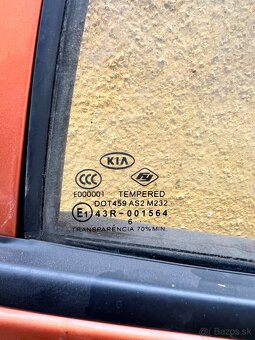 KIA
CCC
E000001 TEMPERED
DOT459 AS2 M232
E1 43R-001564
6
TRANSPARENCIA 70% MIN
© Bazos.sk